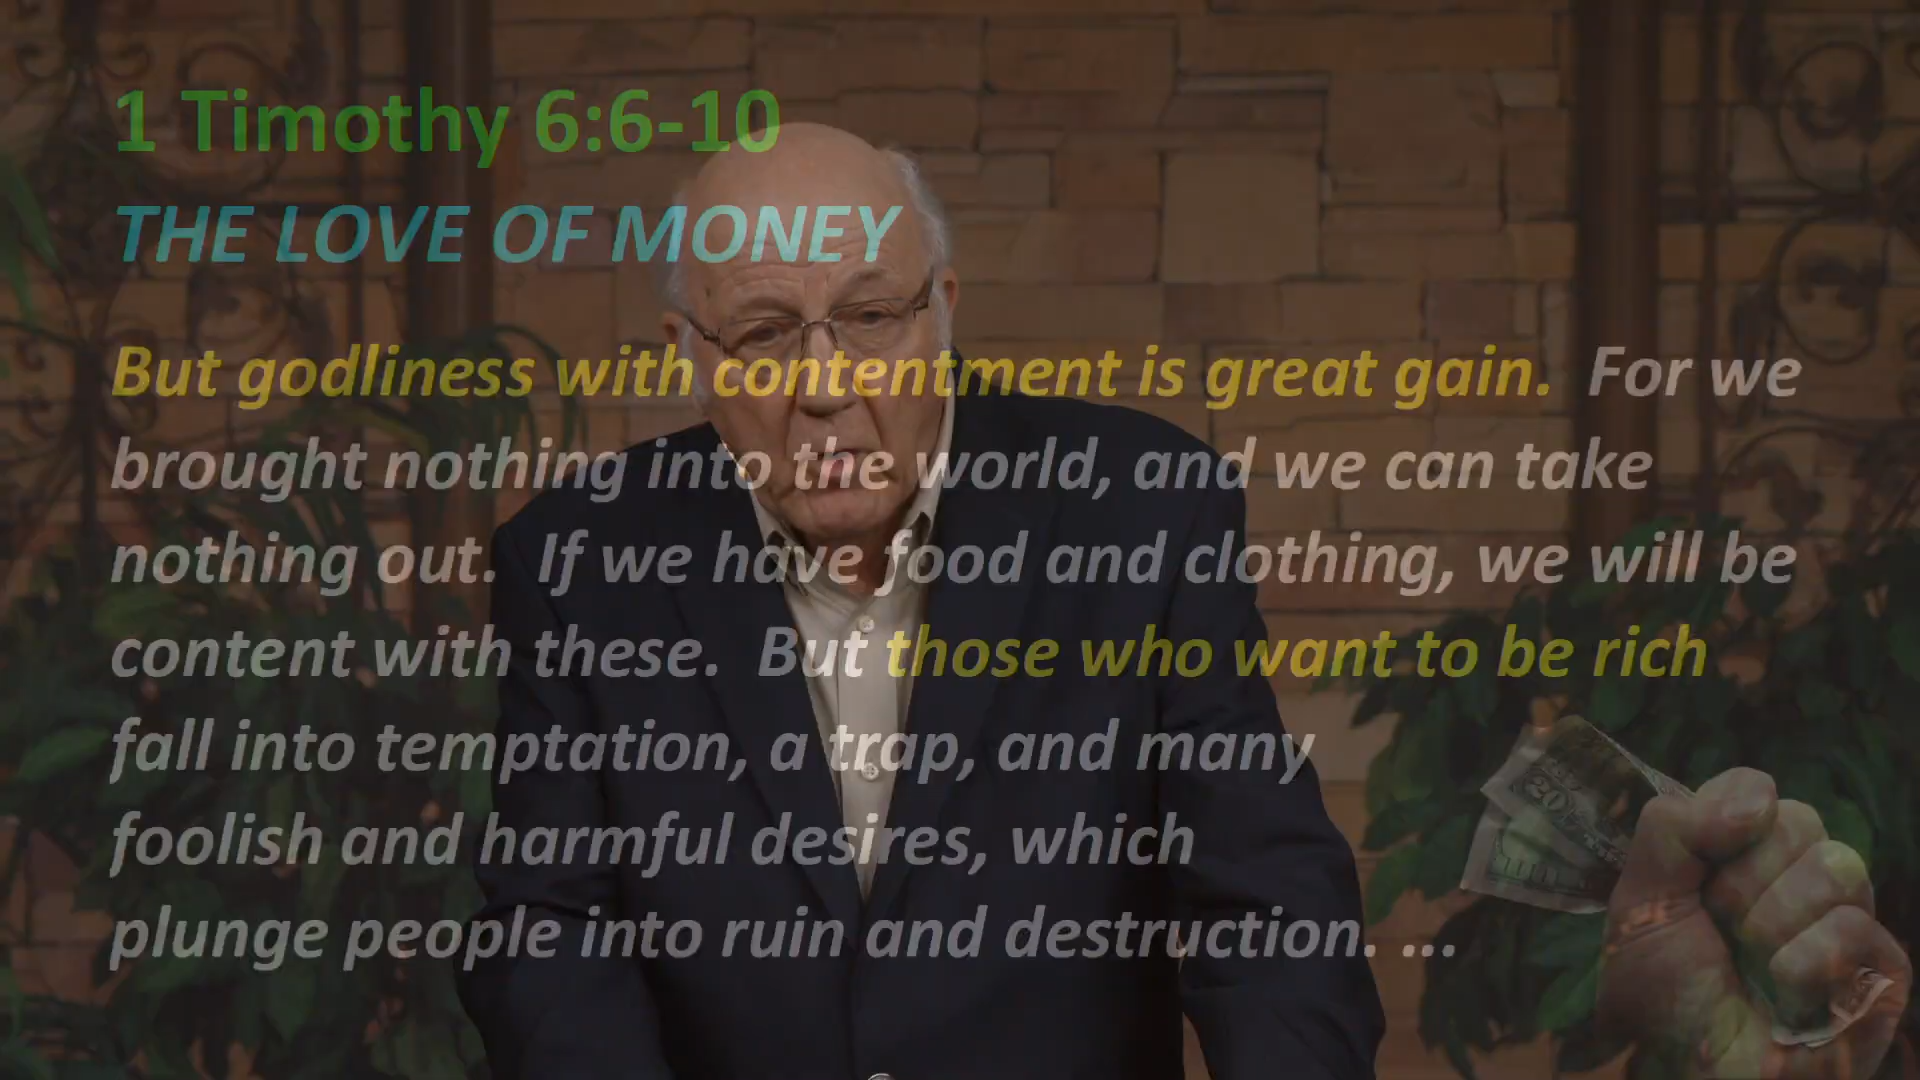 1 Timothy 6:6-10
THE LOVE OF MONEY
But godliness with contentment is great gain. For we
brought nothing into the world, and we can take
nothing out. If we have food and clothing, we will be
content with these. But those who want to be rich
fall into temptation, a trap, and many
foolish and harmful desires, which
plunge people into ruin and destruction. ...
20
100